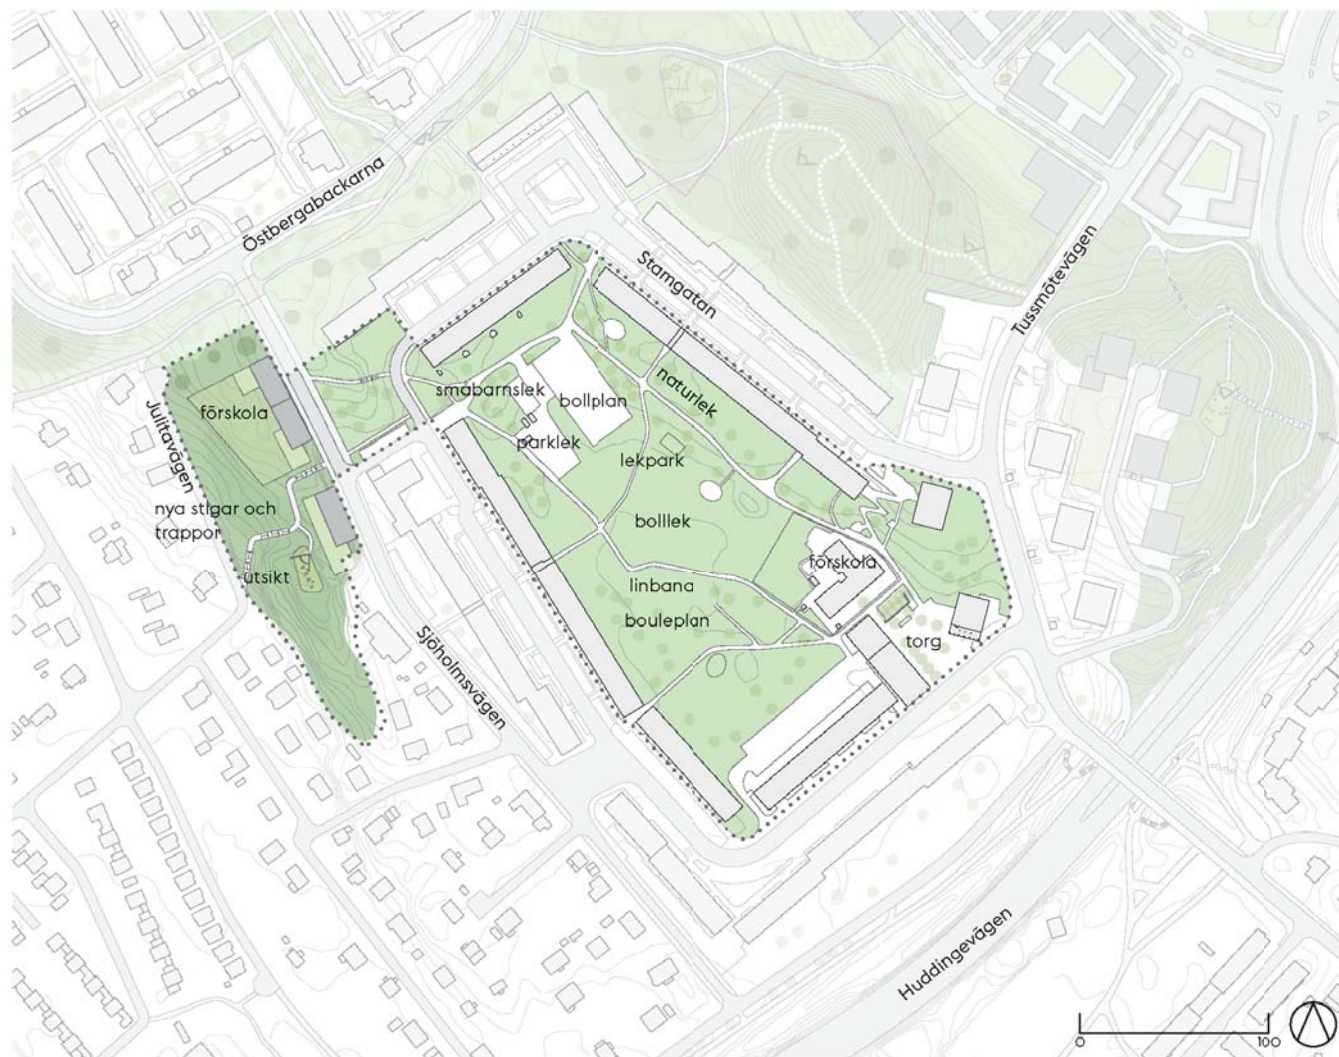 Östbergabackarna
Stamgatan
Tussmötevägen
Julitavägen
förskola
småbarnslek
bollplan
naturlek
parklek
lekpark
nya stigar och
trappor
bolllek
utsikt
förskola
linbana
bouleplan
torg
Sjöholmsvägen
Huddingevägen
0 100